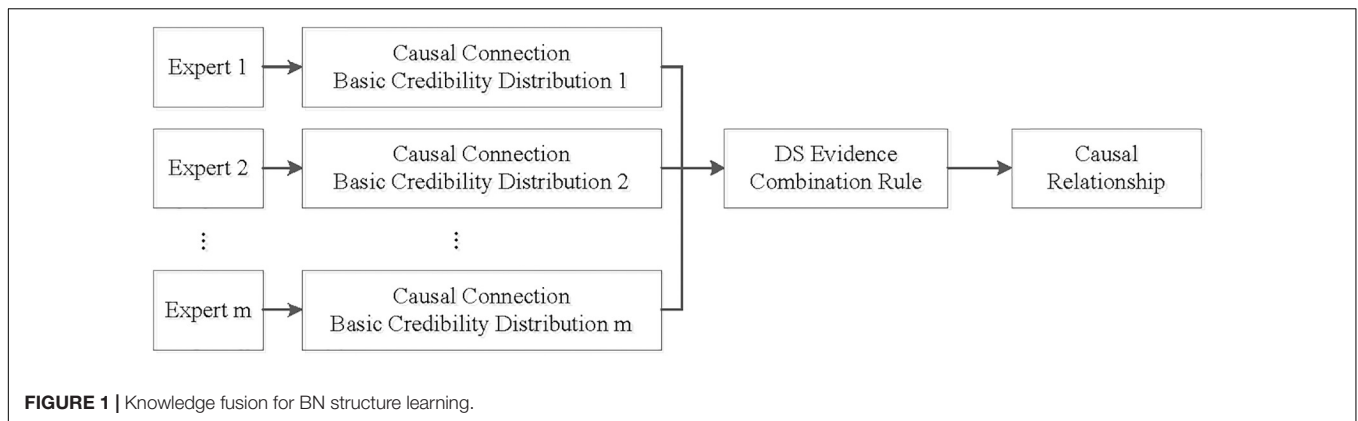 Expert 1
Causal Connection
Basic Credibility Distribution 1
Expert 2
Causal Connection
Basic Credibility Distribution 2
DS Evidence
Combination Rule
Causal
Relationship
⋮
⋮
Expert m
Causal Connection
Basic Credibility Distribution m
FIGURE 1 | Knowledge fusion for BN structure learning.